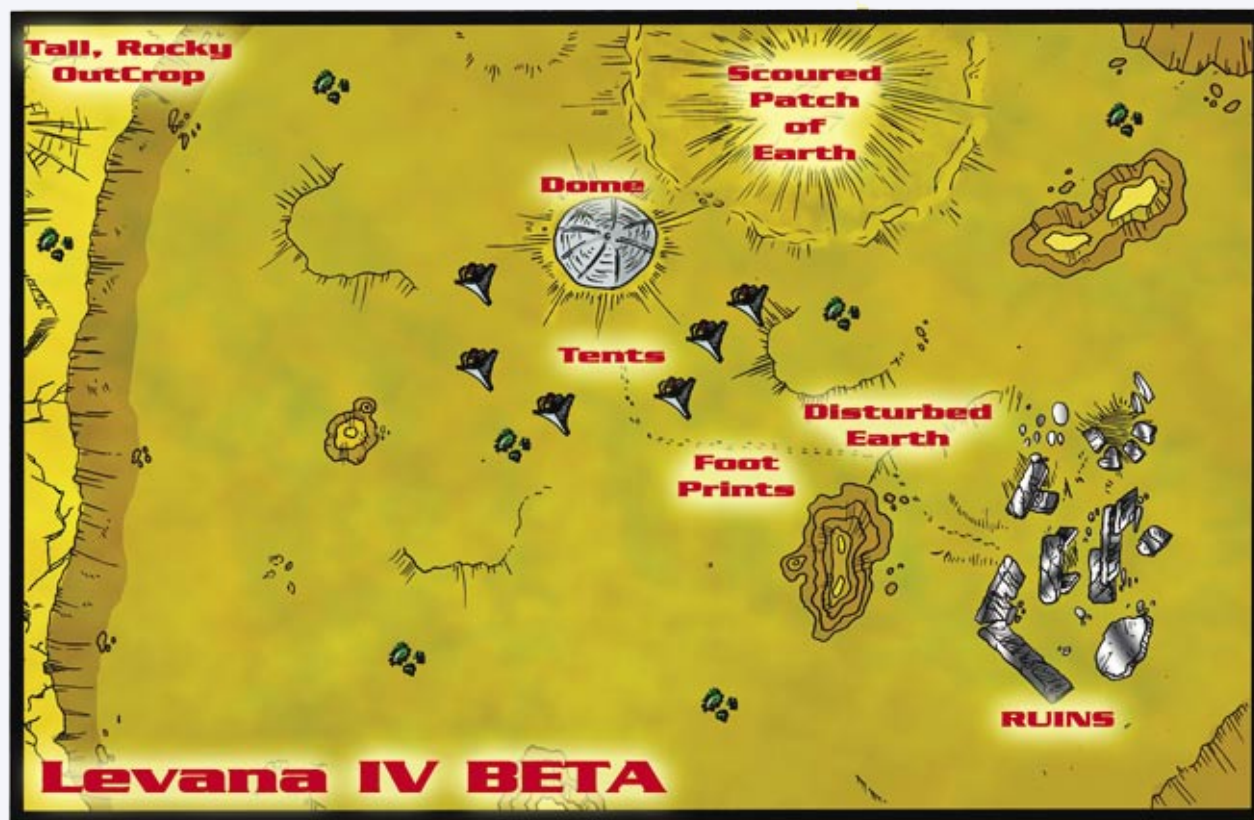 Tall, Rocky
OutCrop
Scoured
Patch
of
Earth
Dome
Tents
Disturbed
Earth
Foot
Prints
RUINS
Levana IV BETA